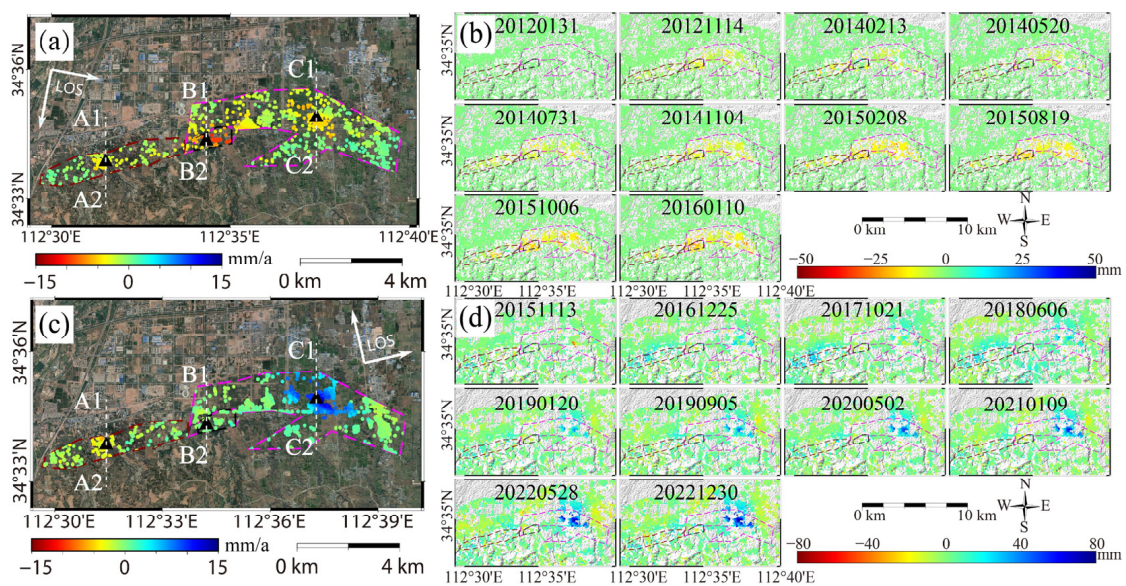 (a)
34°36′N
34°33′N
LOS
A1
A2
B1
B2
C1
C2
112°30′E
112°35′E
112°40′E
−15
0
15
mm/a
0 km
4 km
(b)
20120131
20121114
20140213
20140520
34°35′N
20140731
20141104
20150208
20150819
34°35′N
20151006
20160110
34°35′N
112°30′E
112°35′E
112°40′E
N
W
E
S
0 km
10 km
−50
−25
0
25
50
mm
(c)
34°36′N
34°33′N
LOS
A1
A2
B1
B2
C1
C2
112°30′E
112°33′E
112°36′E
112°39′E
−15
0
15
mm/a
0 km
4 km
(d)
20151113
20161225
20171021
20180606
34°35′N
20190120
20190905
20200502
20210109
34°35′N
20220528
20221230
34°35′N
112°30′E
112°35′E
112°40′E
N
W
E
S
0 km
10 km
−80
−40
0
40
80
mm